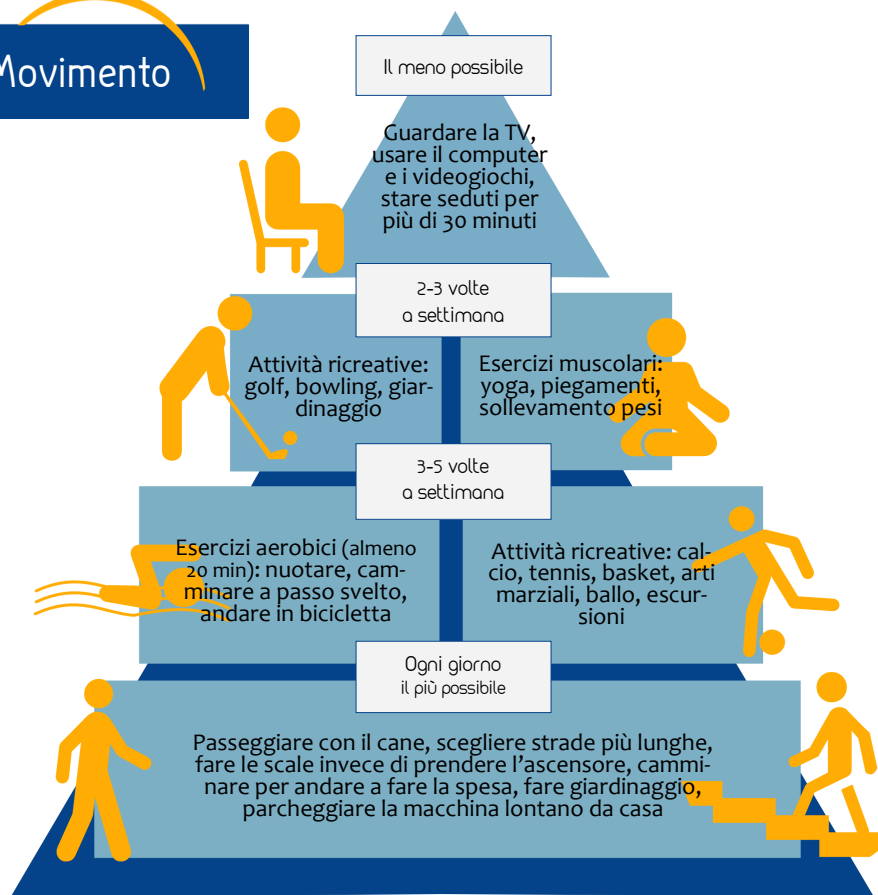 Movimento
Il meno possibile
Guardare la TV,
usare il computer
e i videogiochi,
stare seduti per
più di 30 minuti
2-3 volte
a settimana
Attività ricreative:
golf, bowling, giar-
dinaggio
Esercizi muscolari:
yoga, piegamenti,
sollevamento pesi
3-5 volte
a settimana
Esercizi aerobici (almeno
20 min): nuotare, cam-
minare a passo svelto,
andare in bicicletta
Attività ricreative: cal-
cio, tennis, basket, arti
marziali, ballo, escur-
sioni
Ogni giorno
il più possibile
Passeggiare con il cane, scegliere strade più lunghe,
fare le scale invece di prendere l’ascensore, cammi-
nare per andare a fare la spesa, fare giardinaggio,
parcheggiare la macchina lontano da casa